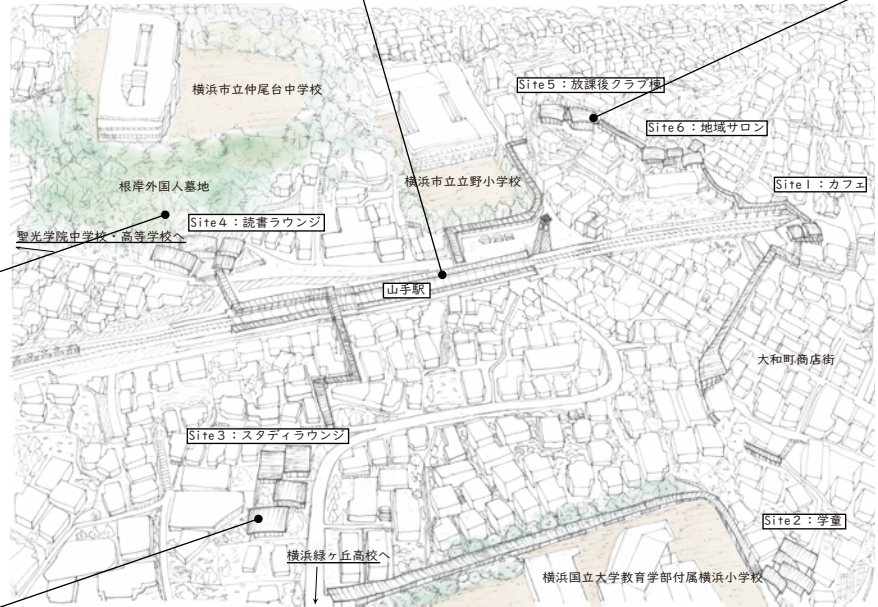 Site5：放課後クラブ棟
横浜市立仲尾台中学校
Site6：地域サロン
横浜市立立野小学校
根岸外国人墓地
Site1：カフェ
Site4：読書ラウンジ
聖光学院中学校・高等学校へ
山手駅
大和町商店街
Site3：スタディラウンジ
Site2：学童
横浜緑ヶ丘高校へ
横浜国立大学教育学部付属横浜小学校